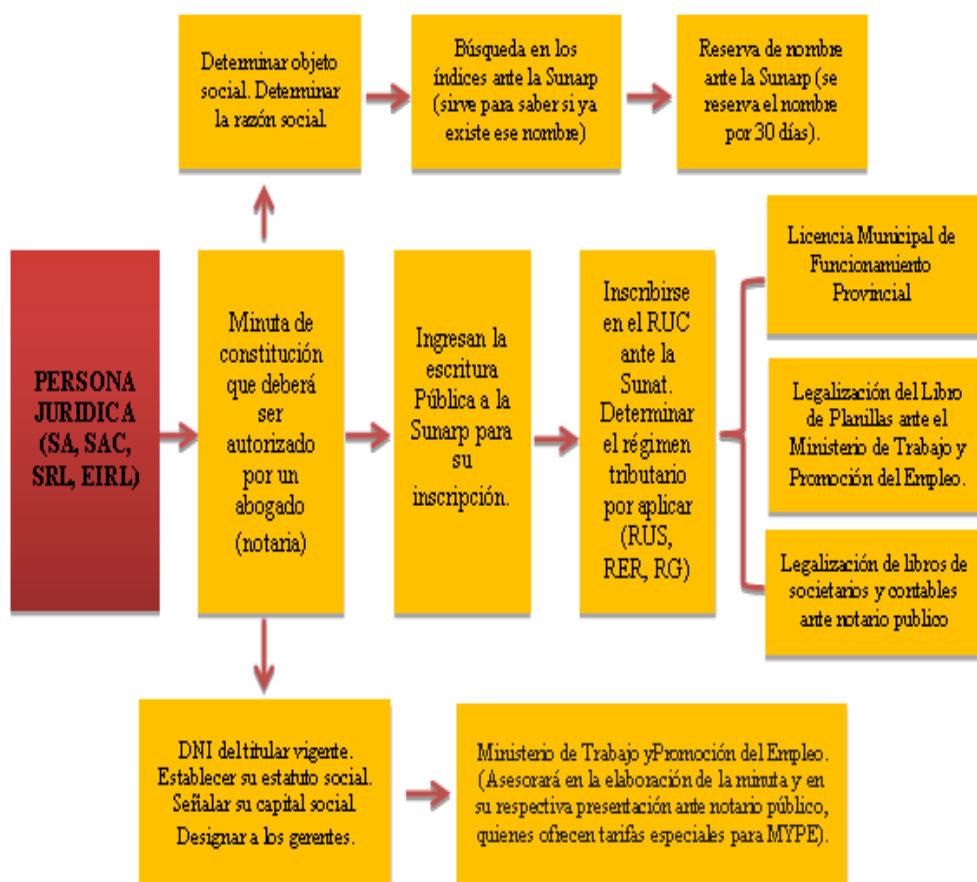 Determinar objeto
social. Determinar
la razón social.
Búsqueda en los
índices ante la Sunarp
(sirve para saber si ya
existe ese nombre)
Reserva de nombre
ante la Sunarp (se
reserva el nombre
por 30 días).
PERSONA
JURIDICA
(SA, SAC,
SRL, EIRL)
Minuta de
constitución
que deberá
ser
autorizado
por un
abogado
(notaria)
Ingresan la
escritura
Pública a la
Sunarp para
su
inscripción.
Inscribirse
en el RUC
ante la
Sunat.
Determinar
el régimen
tributario
por aplicar
(RUS,
RER, RG)
Licencia Municipal de
Funcionamiento
Provincial
Legalización del Libro
de Planillas ante el
Ministerio de Trabajo y
Promoción del Empleo.
Legalización de libros de
societarios y contables
ante notario publico
DNI del titular vigente.
Establecer su estatuto social.
Señalar su capital social.
Designar a los gerentes.
Ministerio de Trabajo yPromoción del Empleo.
(Asesorará en la elaboración de la minuta y en
su respectiva presentación ante notario público,
quienes ofrecen tarifas especiales para MYPE).